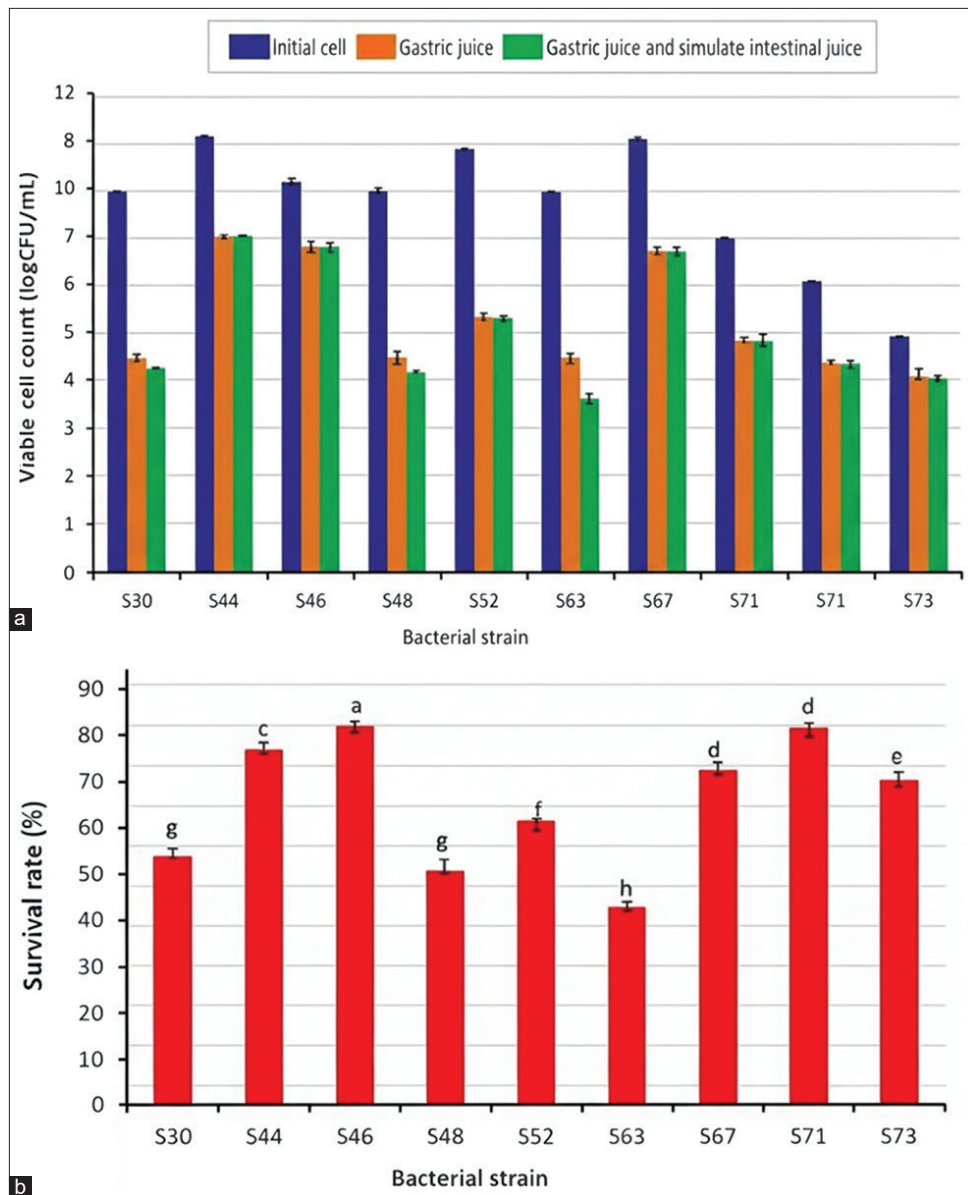 Initial cell Gastric juice Gastric juice and simulate intestinal juice
Viable cell count (logCFU/mL)
12
8
10
7
6
5
4
3
2
1
0
S30 S44 S46 S48 S52 S63 S67 S71 S71 S73
Bacterial strain
a
Survival rate (%)
90
80
70
60
50
40
30
20
10
0
g c a g f h d d e
S30 S44 S46 S48 S52 S63 S67 S71 S73
Bacterial strain
b